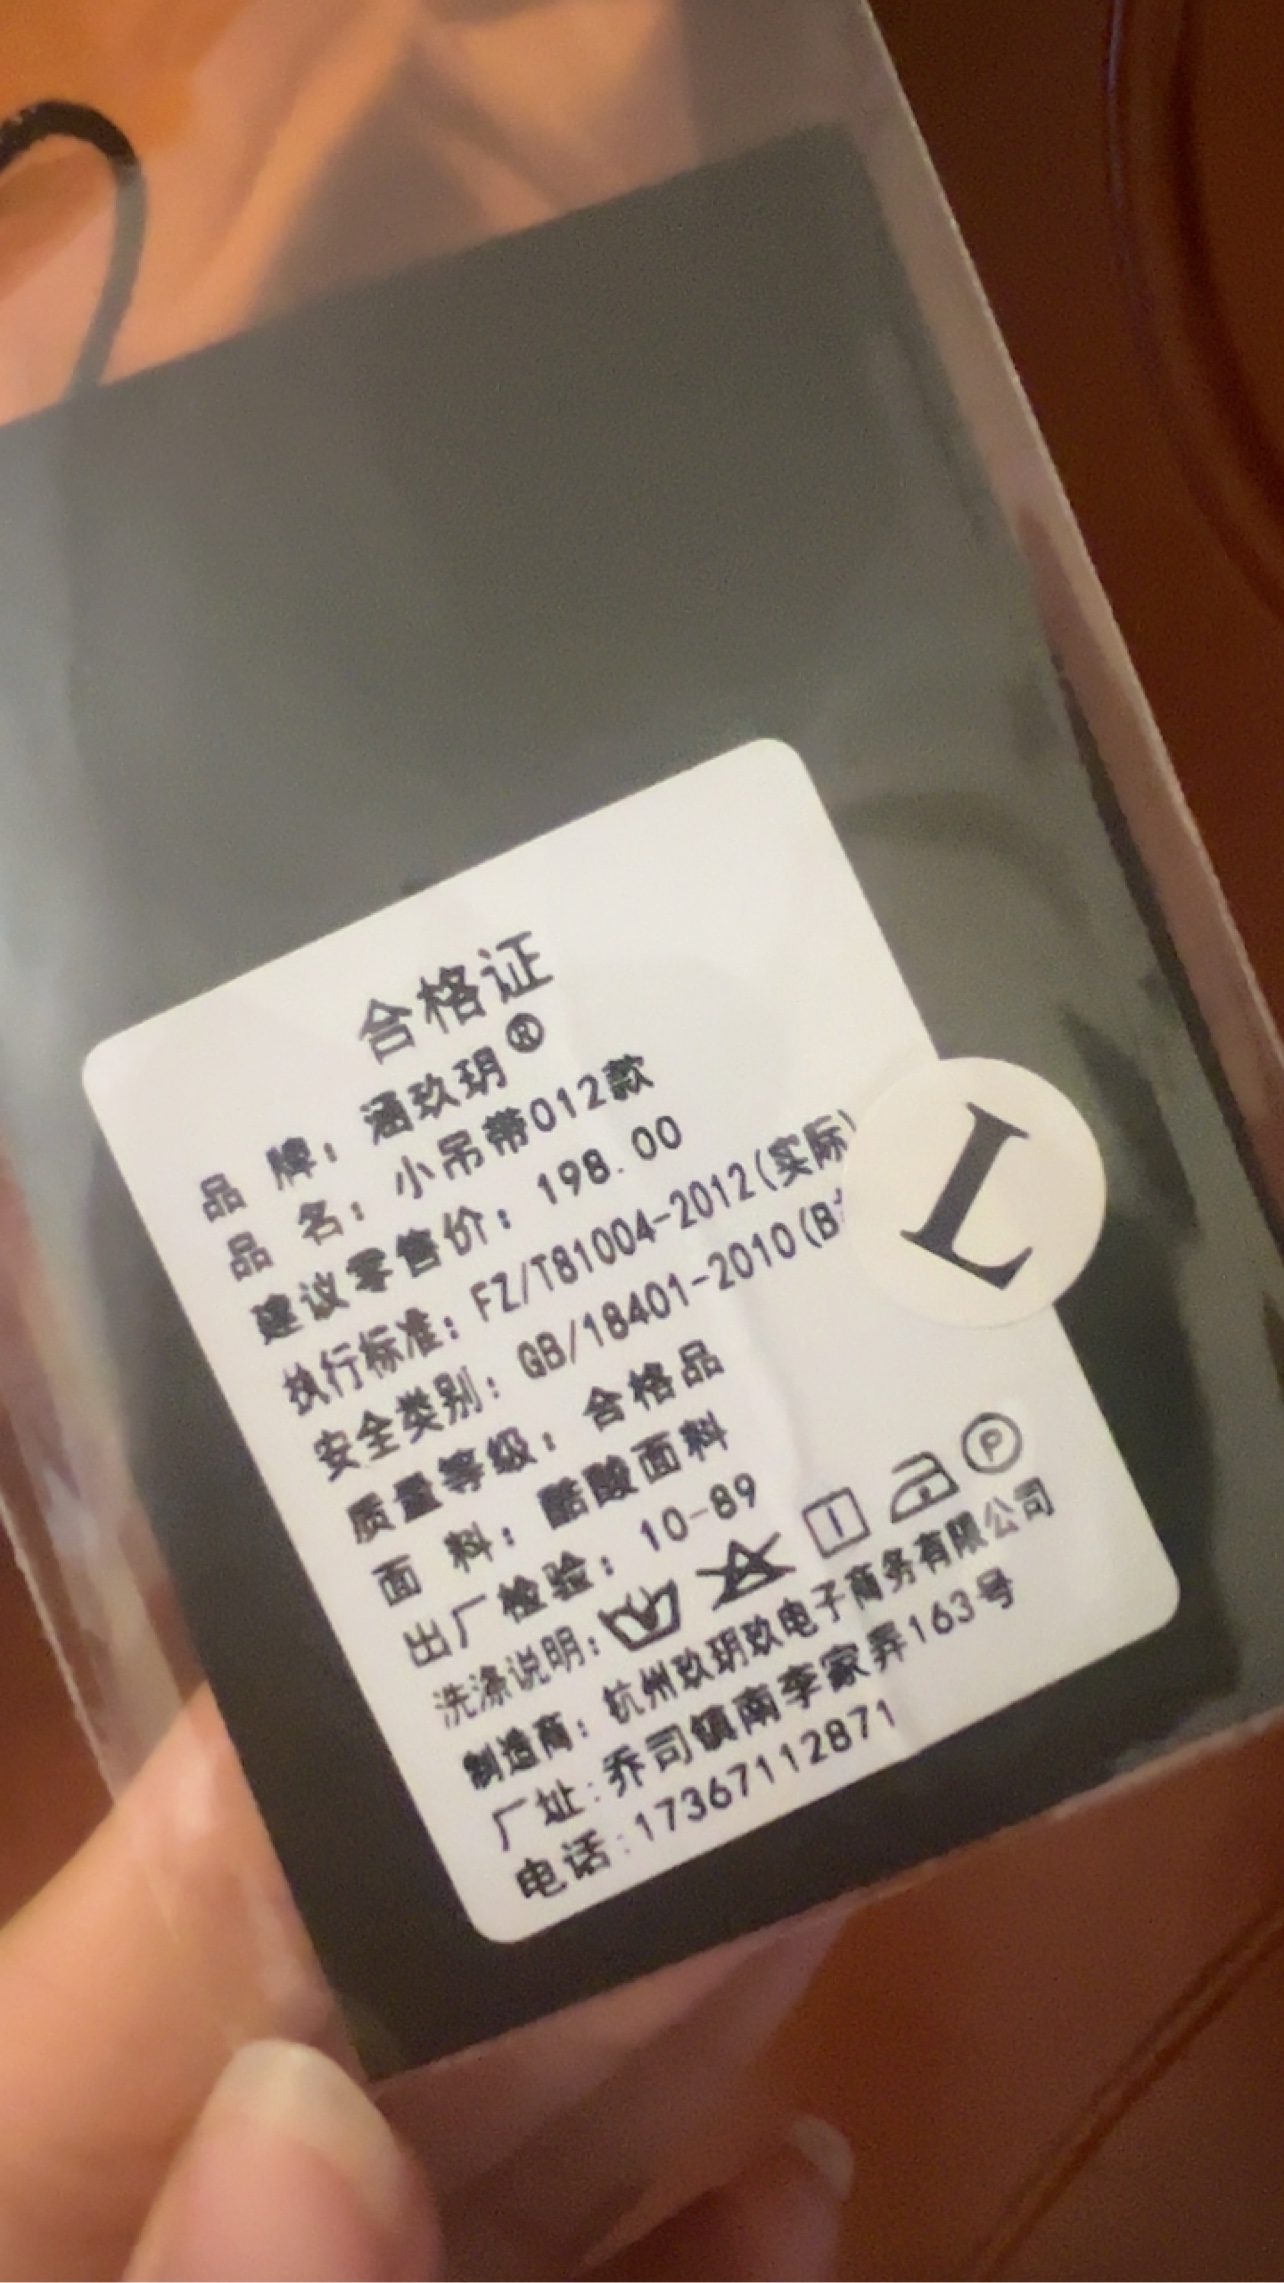 合格证
品 牌：涵玖玥®
品 名：小吊带012款
建议零售价：198.00
执行标准：FZ/T81004-2012(实际)
安全类别：GB/18401-2010(B
质量等级：合格品
面 料：醋酸面料
出厂检验：10-89
洗涤说明：
P
制造商：杭州玖玥玖电子商务有限公司
厂址：乔司镇南李家弄163号
电话：17367112871
L